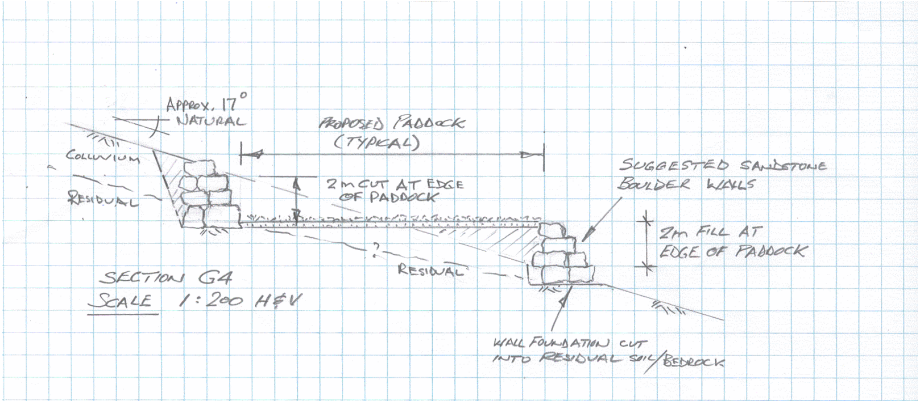 APPROX. 17°
NATURAL
PROPOSED PADDOCK
(TYPICAL)
COLLUVIUM
RESIDUAL
2m CUT AT EDGE
OF PADDOCK
SUGGESTED SANDSTONE
BOULDER WALLS
2m FILL AT
EDGE OF PADDOCK
?
RESIDUAL
SECTION G4
SCALE 1:200 H&V
WALL FOUNDATION CUT
INTO RESIDUAL SOIL/BEDROCK